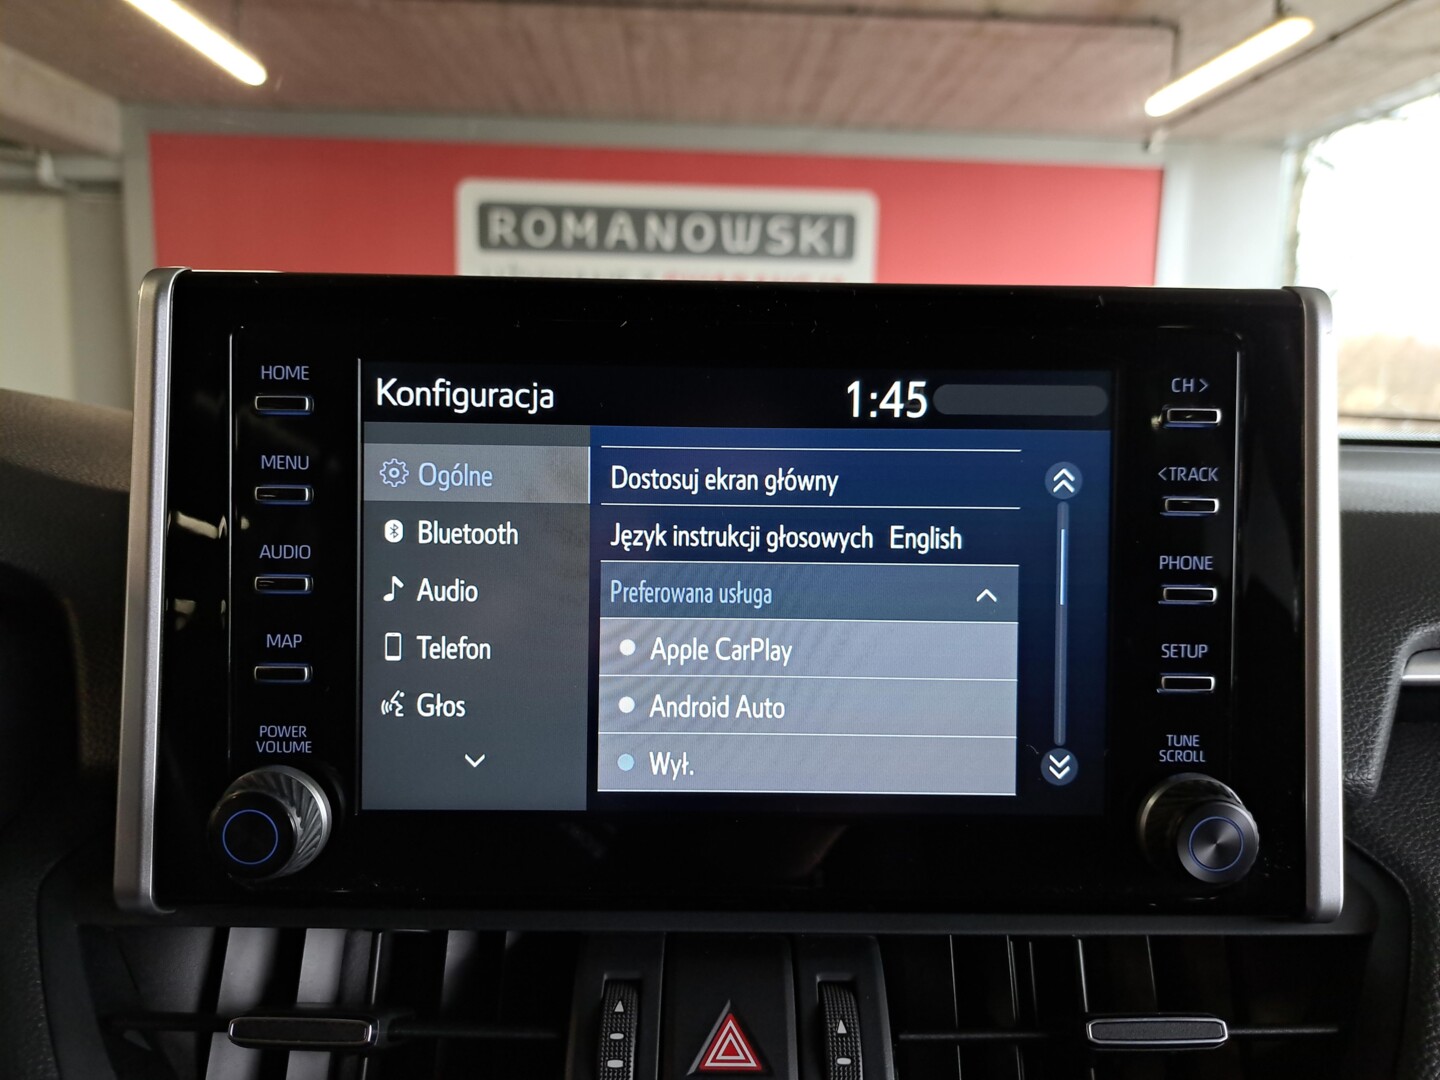 ROMANOWSKI
HOME
MENU
AUDIO
MAP
POWER
VOLUME
Konfiguracja
1:45
Ogólne
Bluetooth
Audio
Telefon
Głos
Dostosuj ekran główny
Język instrukcji głosowych English
Preferowana usługa
Apple CarPlay
Android Auto
Wył.
CH >
< TRACK
PHONE
SETUP
TUNE
SCROLL